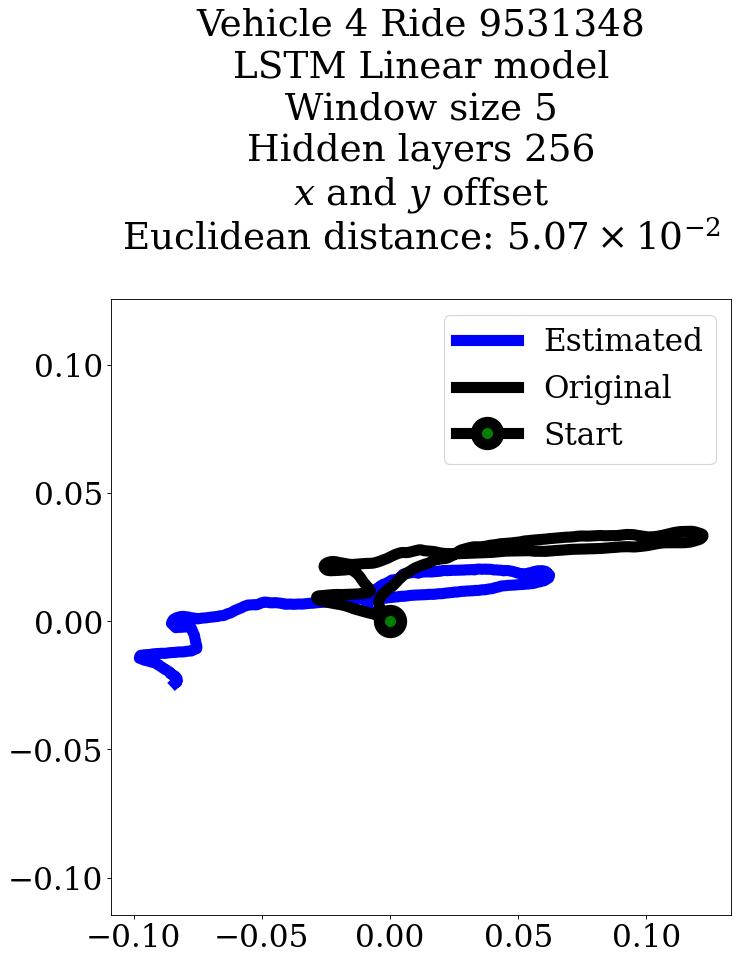 Vehicle 4 Ride 9531348
LSTM Linear model
Window size 5
Hidden layers 256
x and y offset
Euclidean distance: 5.07 × 10⁻²
Estimated
Original
Start
0.10
0.05
0.00
−0.05
−0.10
−0.10 −0.05 0.00 0.05 0.10